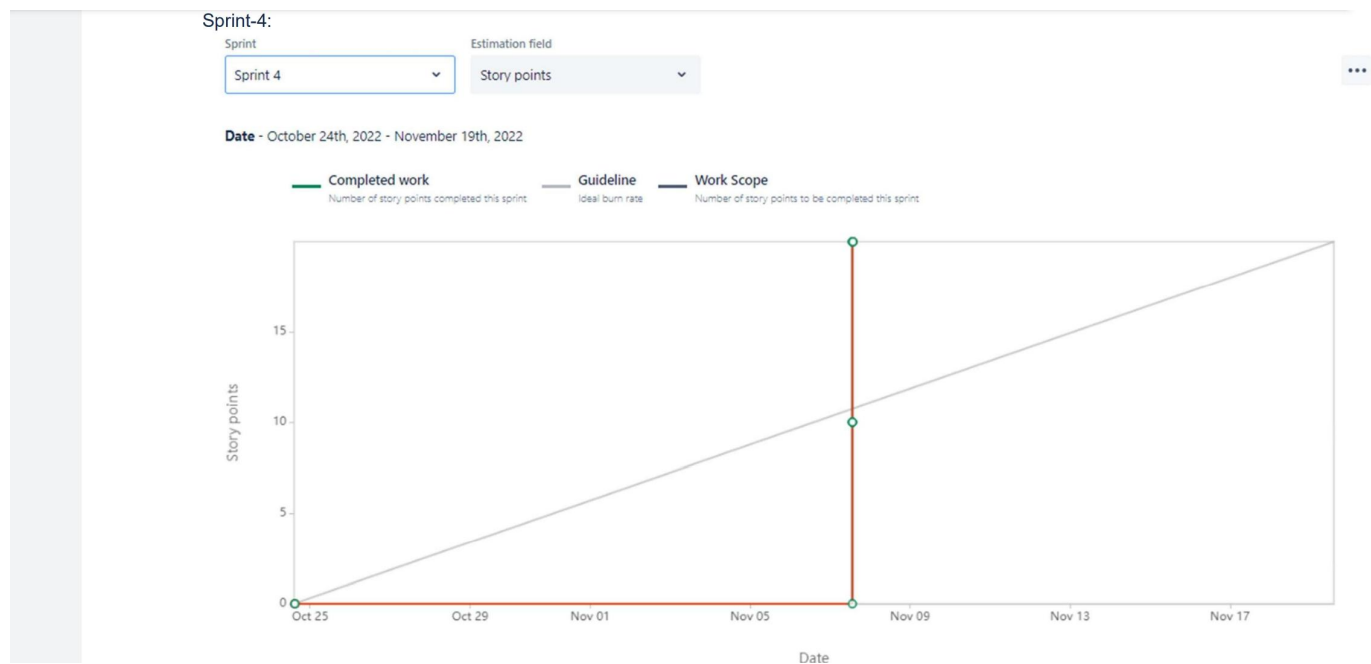 Sprint-4:
Sprint Estimation field
Sprint 4 Story points
Date - October 24th, 2022 - November 19th, 2022
Completed work Guideline Work Scope
Number of story points completed this sprint Ideal burn rate Number of story points to be completed this sprint
15
10
5
0
Story points
Oct 25 Oct 29 Nov 01 Nov 05 Nov 09 Nov 13 Nov 17
Date